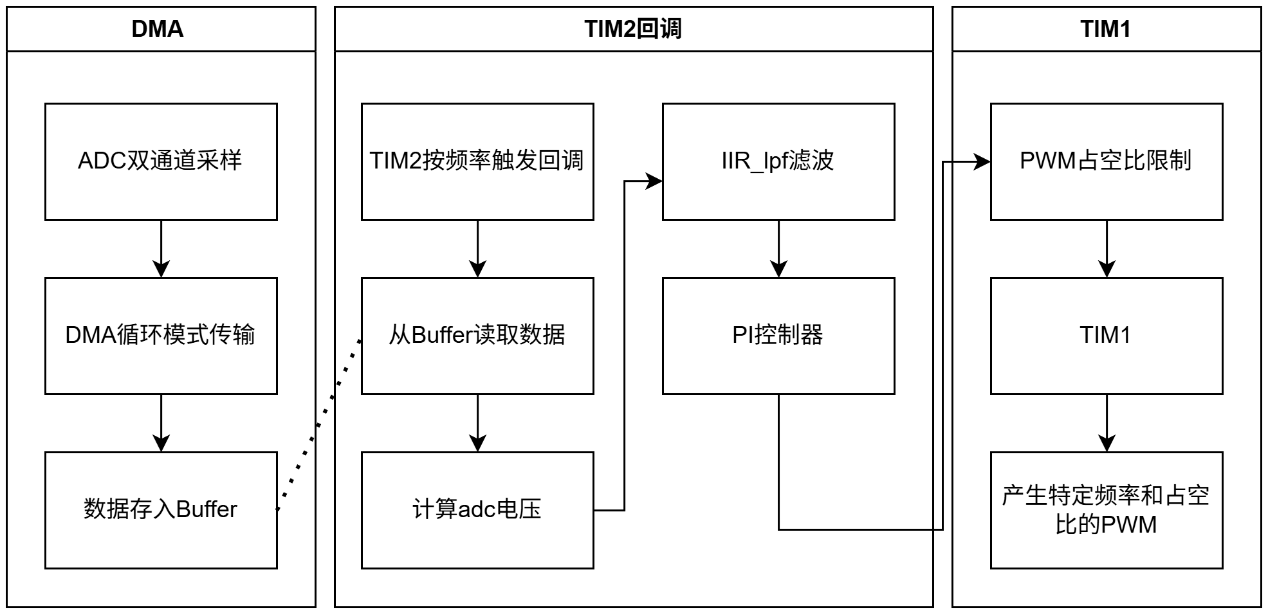 DMA
ADC双通道采样
DMA循环模式传输
数据存入Buffer
TIM2回调
TIM2按频率触发回调
从Buffer读取数据
计算adc电压
IIR_lpf滤波
PI控制器
TIM1
PWM占空比限制
TIM1
产生特定频率和占空
比的PWM